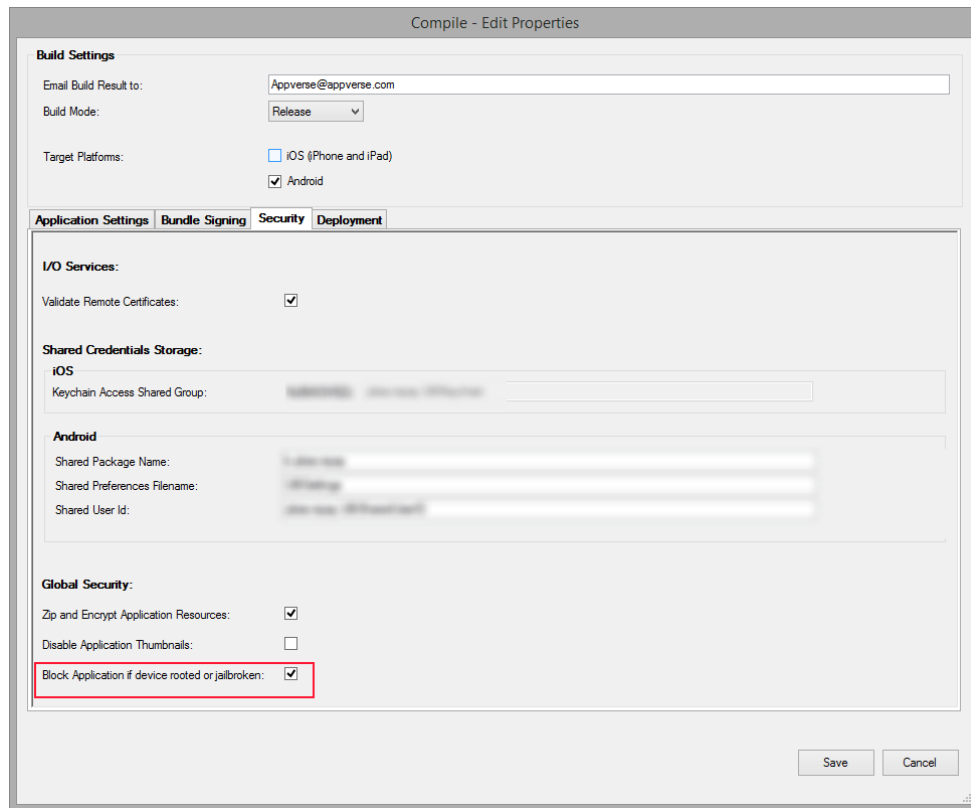 Compile - Edit Properties
Build Settings
Email Build Result to: Appverse@appverse.com
Build Mode: Release
Target Platforms: iOS (iPhone and iPad)
Android
Application Settings Bundle Signing Security Deployment
I/O Services:
Validate Remote Certificates:
Shared Credentials Storage:
iOS
Keychain Access Shared Group:
Android
Shared Package Name:
Shared Preferences Filename:
Shared User Id:
Global Security:
Zip and Encrypt Application Resources:
Disable Application Thumbnails:
Block Application if device rooted or jailbroken:
Save Cancel